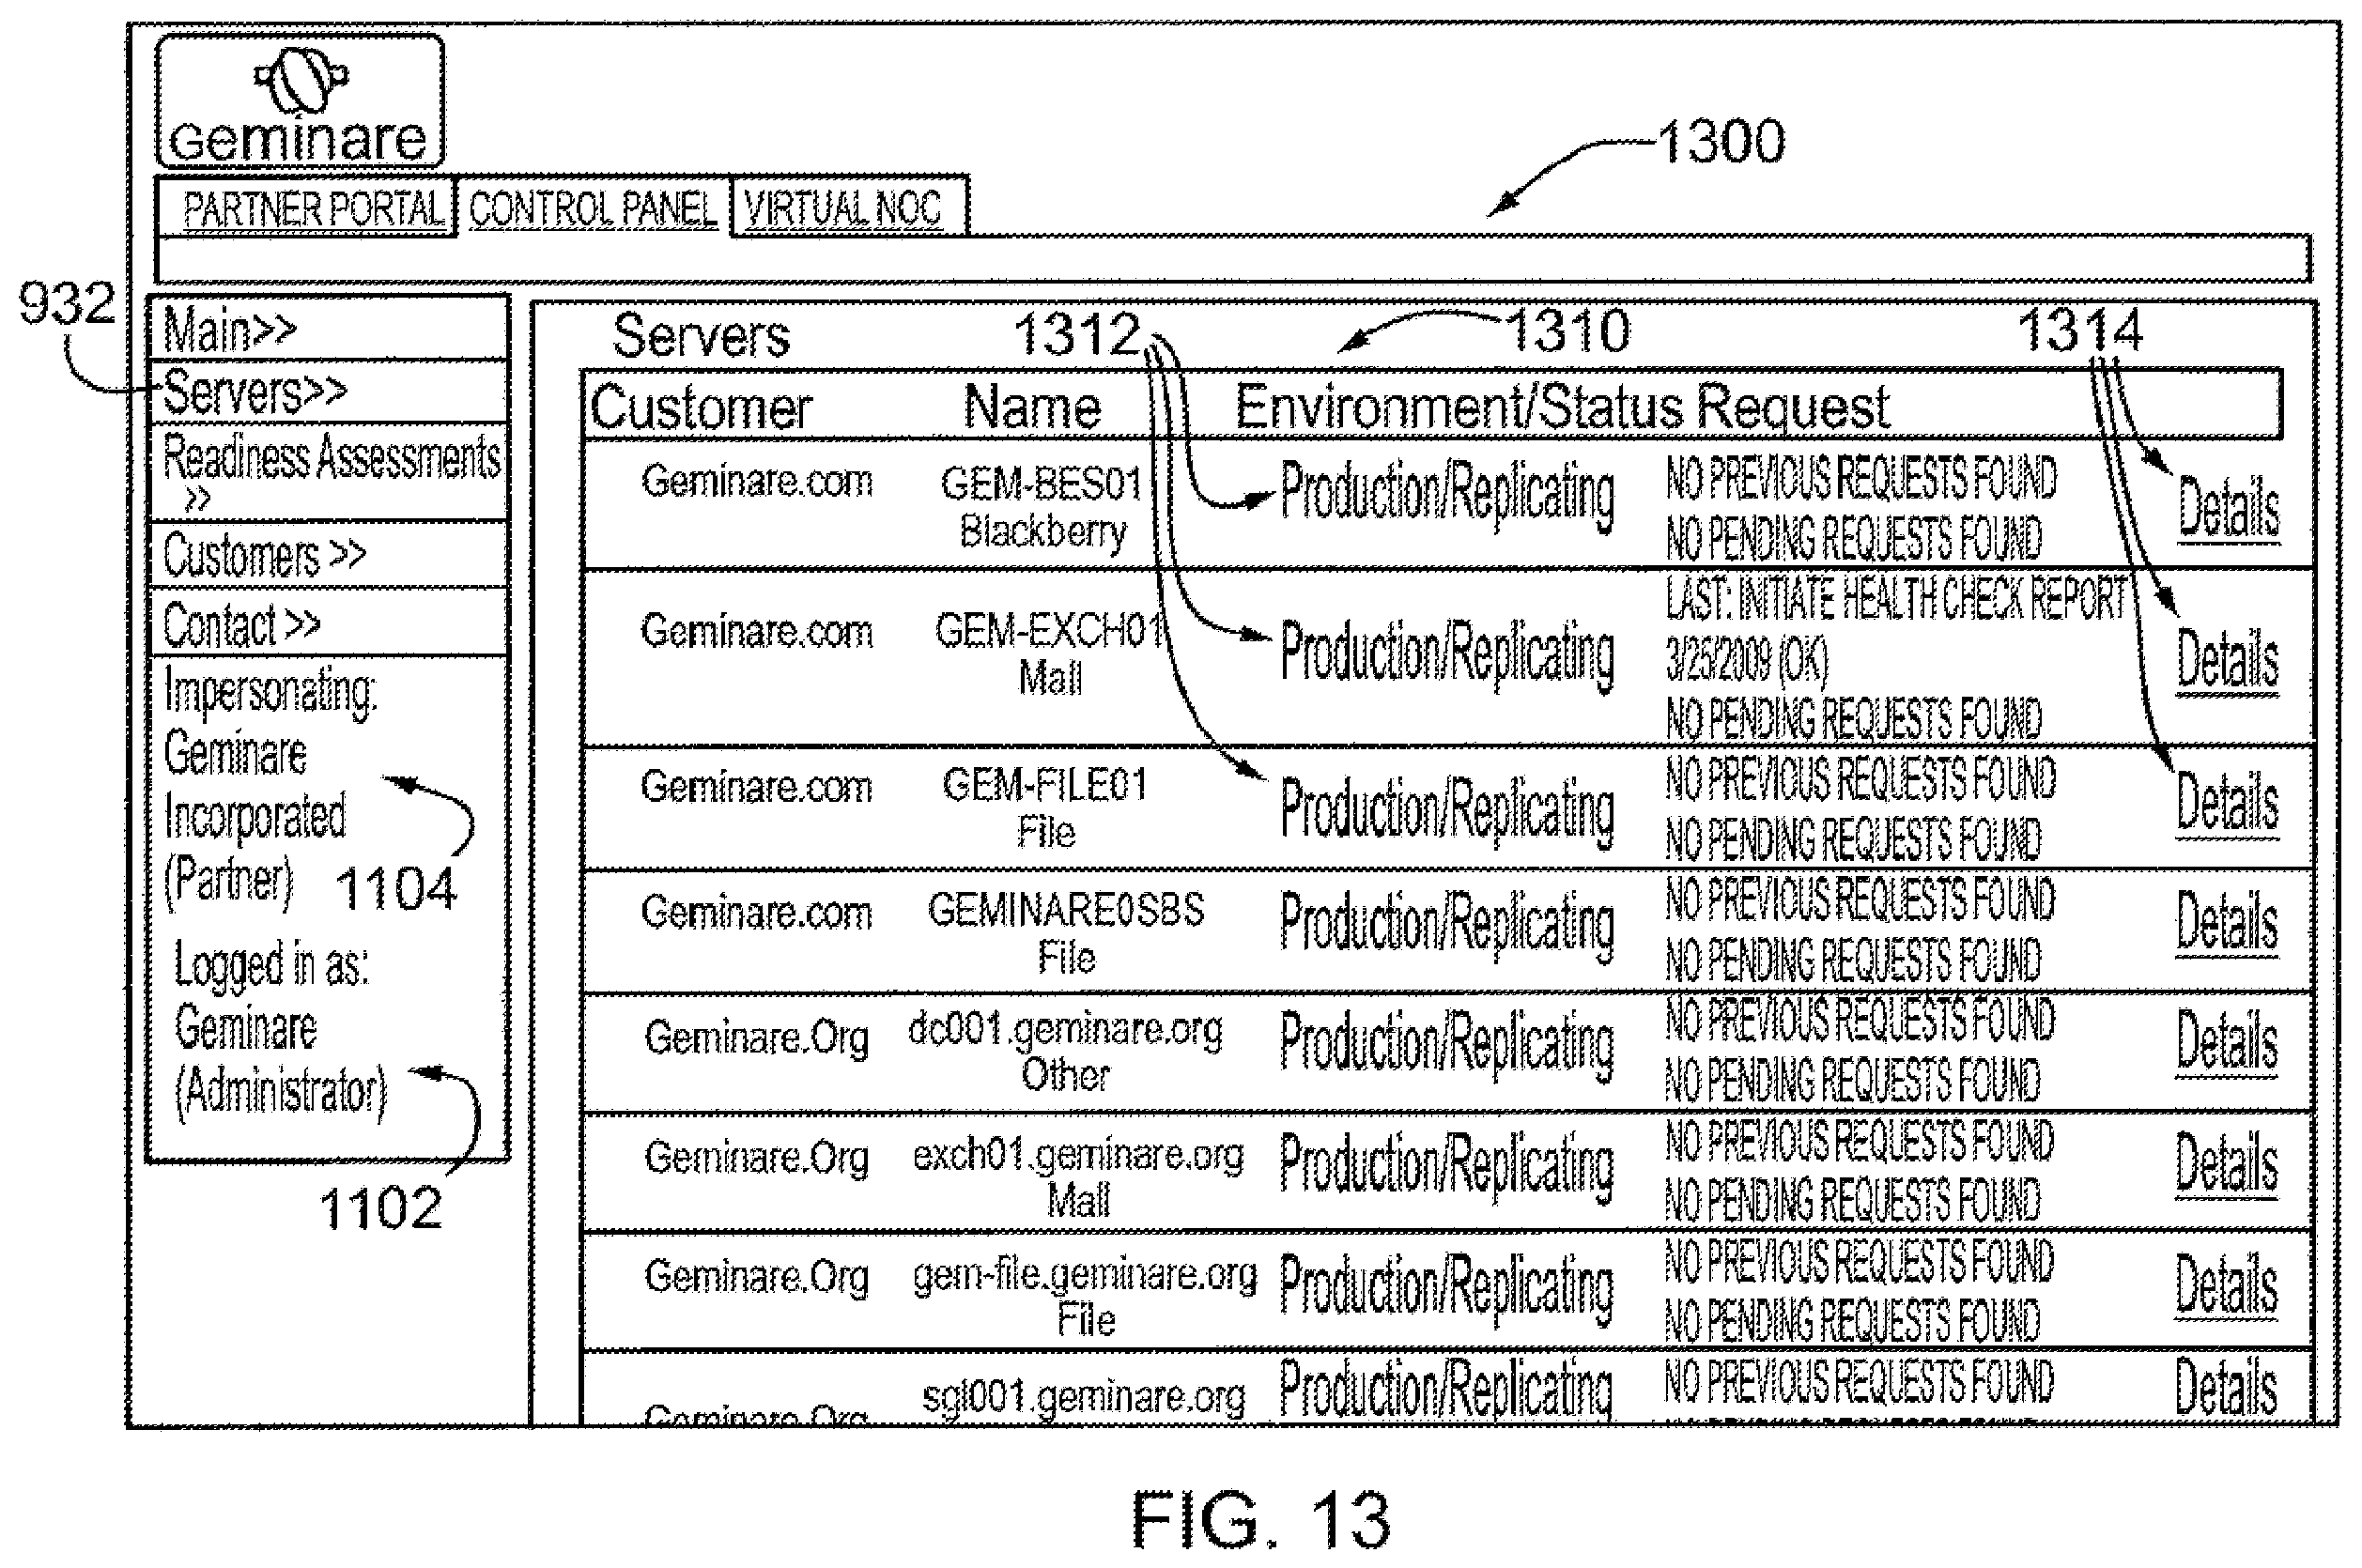 Geminare
1300
PARTNER PORTAL CONTROL PANEL VIRTUAL NOC
932
Main>>
Servers>>
Readiness Assessments
>>
Customers >>
Contact >>
Impersonating:
Geminare
Incorporated
(Partner) 1104
Logged in as:
Geminare
(Administrator)
1102
Servers 1312 1310 1314
Customer Name Environment/Status Request
Geminare.com GEM-BES01 Production/Replicating NO PREVIOUS REQUESTS FOUND Details
Blackberry NO PENDING REQUESTS FOUND
LAST: INITIATE HEALTH CHECK REPORT
Geminare.com GEM-EXCH01 Production/Replicating 3/25/2009 (OK) Details
Mall NO PENDING REQUESTS FOUND
Geminare.com GEM-FILE01 Production/Replicating NO PREVIOUS REQUESTS FOUND Details
File NO PENDING REQUESTS FOUND
Geminare.com GEMINARE0SBS Production/Replicating NO PREVIOUS REQUESTS FOUND Details
File NO PENDING REQUESTS FOUND
Geminare.Org dc001.geminare.org Production/Replicating NO PREVIOUS REQUESTS FOUND Details
Other NO PENDING REQUESTS FOUND
Geminare.Org exch01.geminare.org Production/Replicating NO PREVIOUS REQUESTS FOUND Details
Mall NO PENDING REQUESTS FOUND
Geminare.Org gem-file.geminare.org Production/Replicating NO PREVIOUS REQUESTS FOUND Details
File NO PENDING REQUESTS FOUND
Geminare.Org sgl001.geminare.org Production/Replicating NO PREVIOUS REQUESTS FOUND Details
FIG. 13